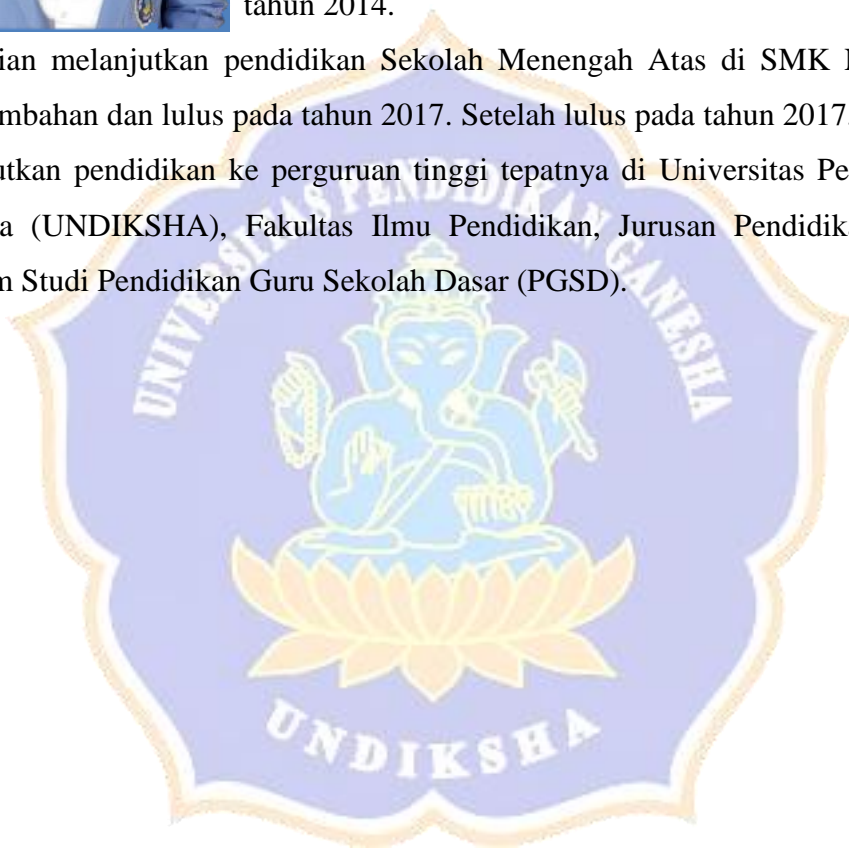 tahun 2014.
ian melanjutkan pendidikan Sekolah Menengah Atas di SMK
mbahan dan lulus pada tahun 2017. Setelah lulus pada tahun 2017.
utkan pendidikan ke perguruan tinggi tepatnya di Universitas Pe
a (UNDIKSHA), Fakultas Ilmu Pendidikan, Jurusan Pendidik
m Studi Pendidikan Guru Sekolah Dasar (PGSD).
UNIVERSITAS PENDIDIKAN GANESHA
UNDIKSHA